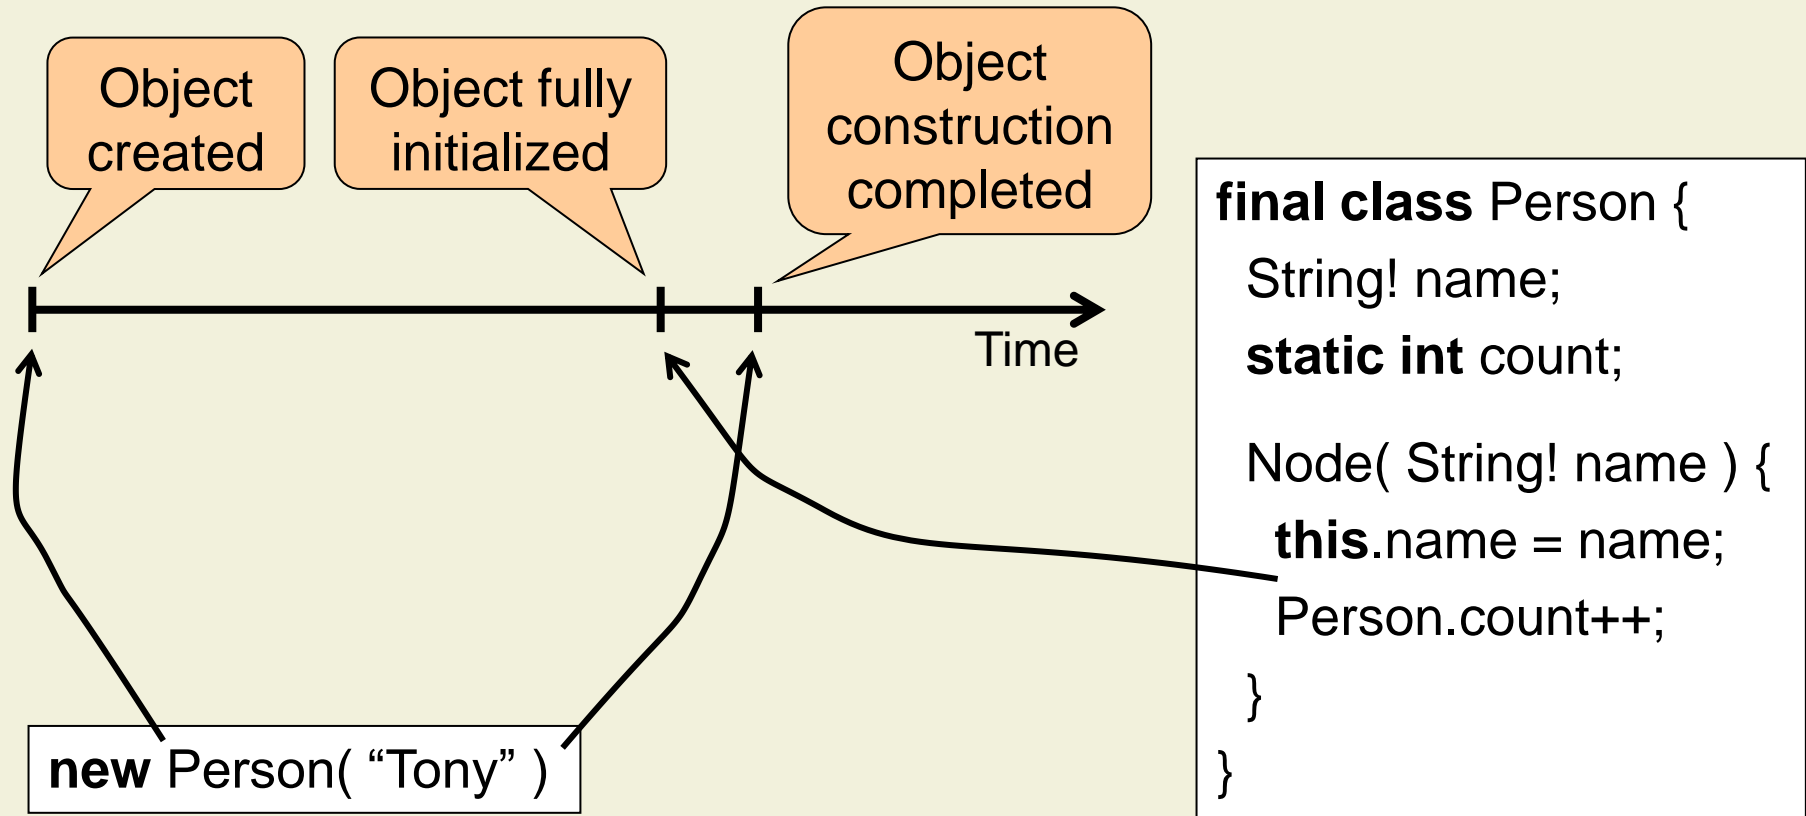 Object
created
Object fully
initialized
Object
construction
completed
Time
new Person( “Tony” )
final class Person {
String! name;
static int count;
Node( String! name ) {
this.name = name;
Person.count++;
}
}